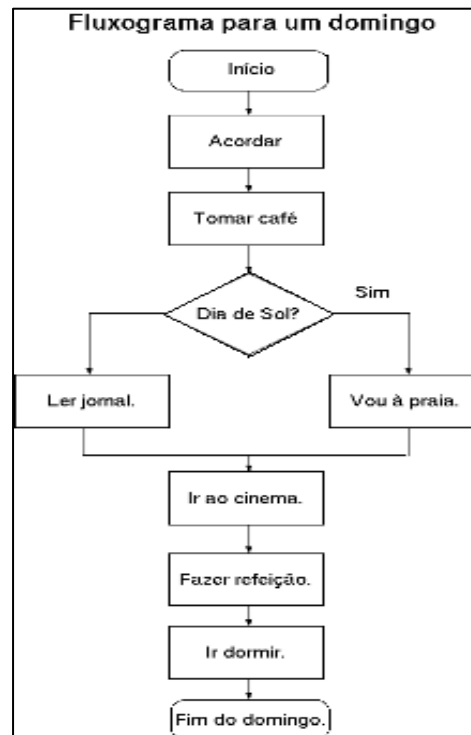 Fluxograma para um domingo
Início
Acordar
Tomar café
Sim
Dia de Sol?
Ler jornal.
Vou à praia.
Ir ao cinema.
Fazer refeição.
Ir dormir.
Fim do domingo.